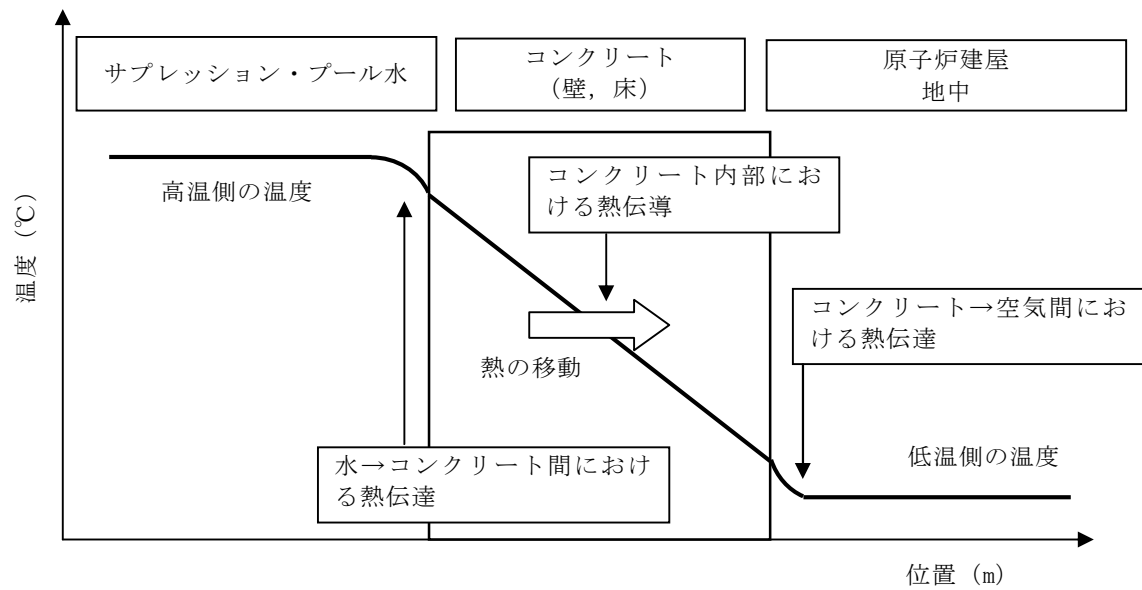 サプレッション・プール水
コンクリート
(壁，床)
原子炉建屋
地中
高温側の温度
コンクリート内部にお
ける熱伝導
温度（℃）
コンクリート→空気間にお
ける熱伝達
熱の移動
水→コンクリート間におけ
る熱伝達
低温側の温度
位置（m）